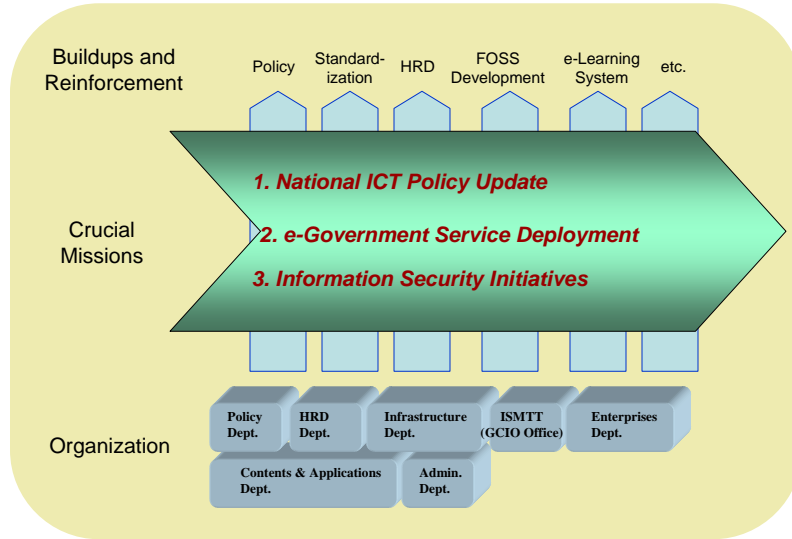 Buildups and
Reinforcement
Policy
Standard-
ization
HRD
FOSS
Development
e-Learning
System
etc.
Crucial
Missions
1. National ICT Policy Update
2. e-Government Service Deployment
3. Information Security Initiatives
Organization
Policy
Dept.
HRD
Dept.
Infrastructure
Dept.
ISMTT
(GCIO Office)
Enterprises
Dept.
Contents & Applications
Dept.
Admin.
Dept.